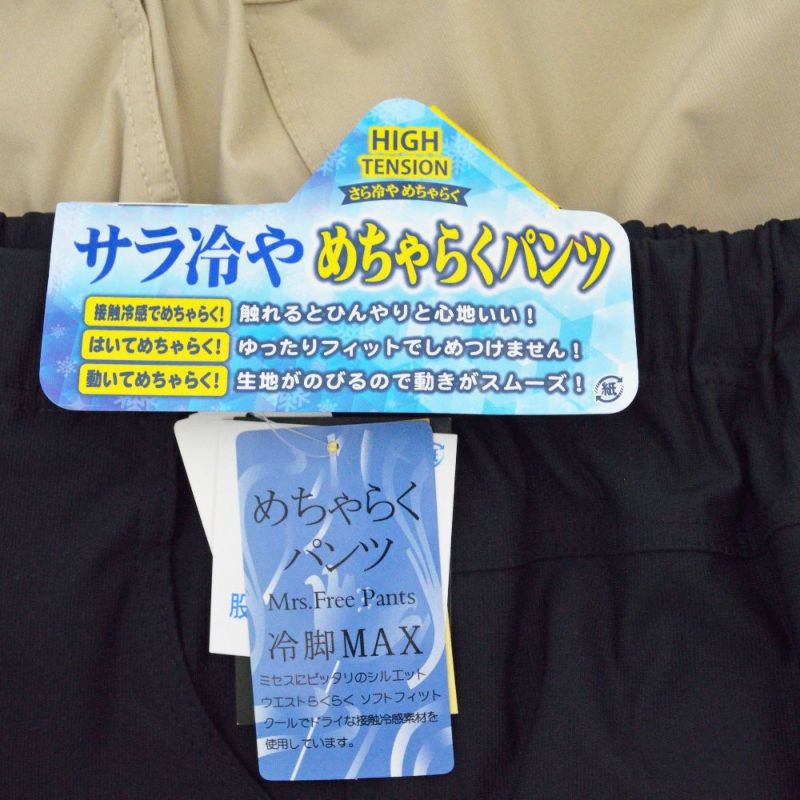 HIGH
TENSION
さら冷や めちゃらく
サラ冷や めちゃらくパンツ
接触冷感でめちゃらく! 触れるとひんやりと心地いい!
はいてめちゃらく! ゆったりフィットでしめつけません!
動いてめちゃらく! 生地がのびるので動きがスムーズ!
紙
めちゃらく
パンツ
Mrs.Free Pants
股
冷脚MAX
ミセスにピッタリのシルエット
ウエストらくらく ソフトフィット
クールでドライな接触冷感素材を
使用しています。